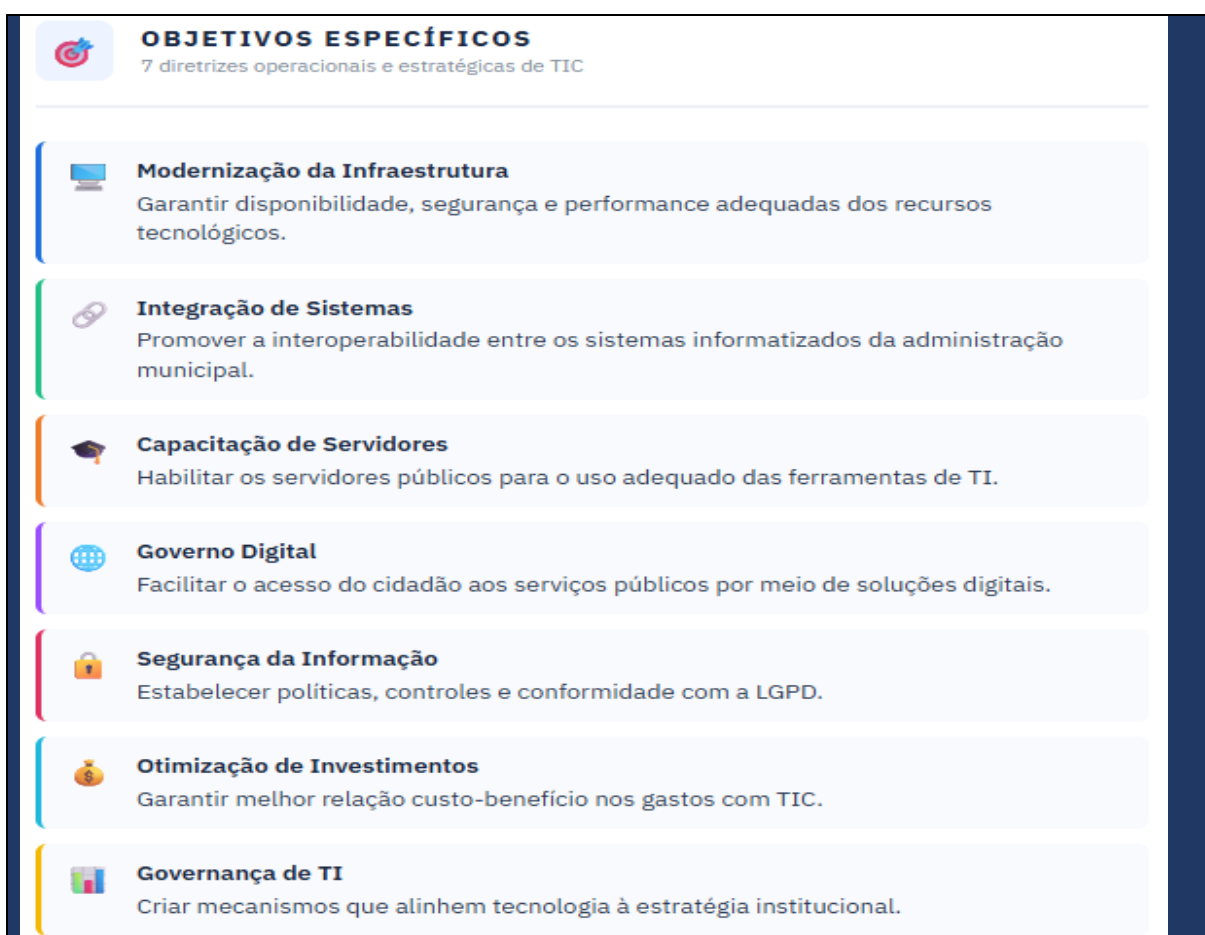 OBJETIVOS ESPECÍFICOS
7 diretrizes operacionais e estratégicas de TIC
Modernização da Infraestrutura
Garantir disponibilidade, segurança e performance adequadas dos recursos
tecnológicos.
Integração de Sistemas
Promover a interoperabilidade entre os sistemas informatizados da administração
municipal.
Capacitação de Servidores
Habilitar os servidores públicos para o uso adequado das ferramentas de TI.
Governo Digital
Facilitar o acesso do cidadão aos serviços públicos por meio de soluções digitais.
Segurança da Informação
Estabelecer políticas, controles e conformidade com a LGPD.
Otimização de Investimentos
Garantir melhor relação custo-benefício nos gastos com TIC.
Governança de TI
Criar mecanismos que alinhem tecnologia à estratégia institucional.